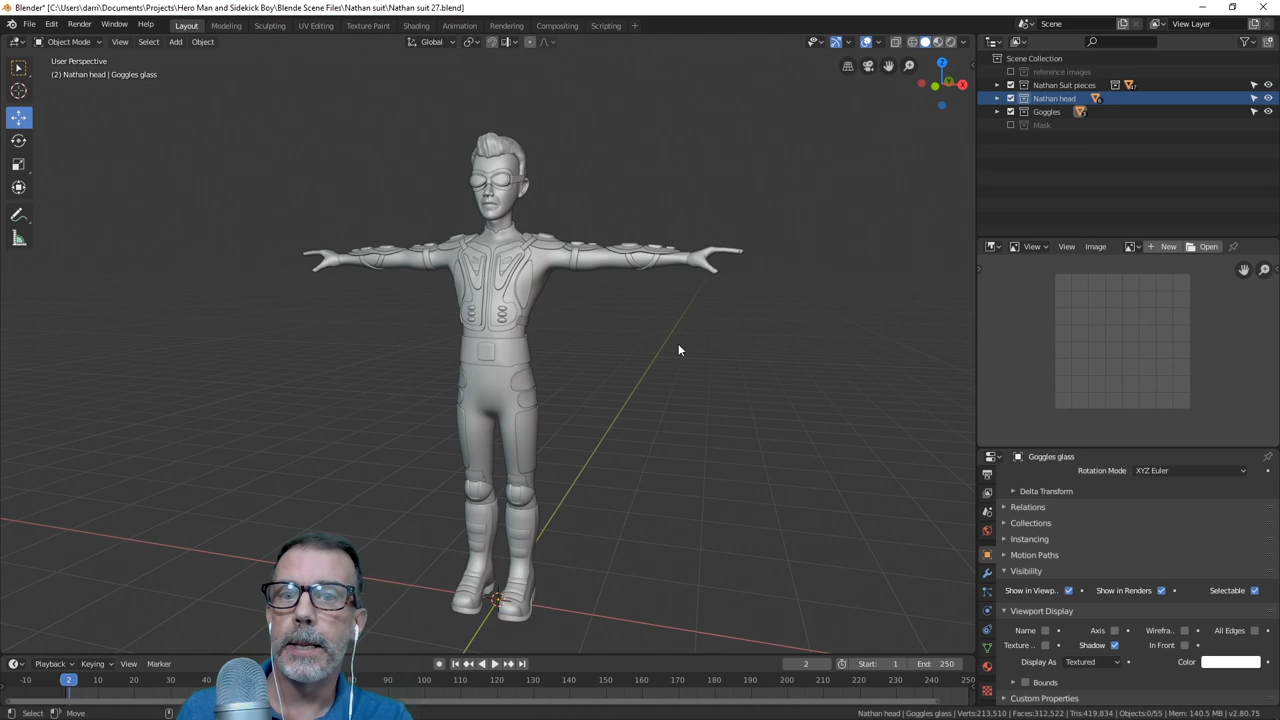 Blender* [C:\Users\darri\Documents\Projects\Hero Man and Sidekick Boy\Blende Scene Files\Nathan suit\Nathan suit 27.blend]
File Edit Render Window Help Layout Modeling Sculpting UV Editing Texture Paint Shading Animation Rendering Compositing Scripting + Scene View Layer
Object Mode View Select Add Object Global
User Perspective
(2) Nathan head | Goggles glass
Z
X
Y
Scene Collection
reference images
Nathan Suit pieces 47
Nathan head 6
Goggles 3
Mask
View View Image + New Open
Goggles glass
Rotation Mode XYZ Euler
Delta Transform
Relations
Collections
Instancing
Motion Paths
Visibility
Show in Viewp.. Show in Renders Selectable
Viewport Display
Name Axis Wirefra.. All Edges
Texture .. Shadow In Front
Display As Textured Color
Bounds
Custom Properties
Playback Keying View Marker 2 Start: 1 End: 250
2 10 20 30 40 50 60 70 80 90 100 110 120 130 140 150 160 170 180 190 200 210 220 230 240 250
Select Move Nathan head | Goggles glass | Verts:213,510 | Faces:312,522 | Tris:419,834 | Objects:0/55 | Mem: 140.5 MB | v2.80.75